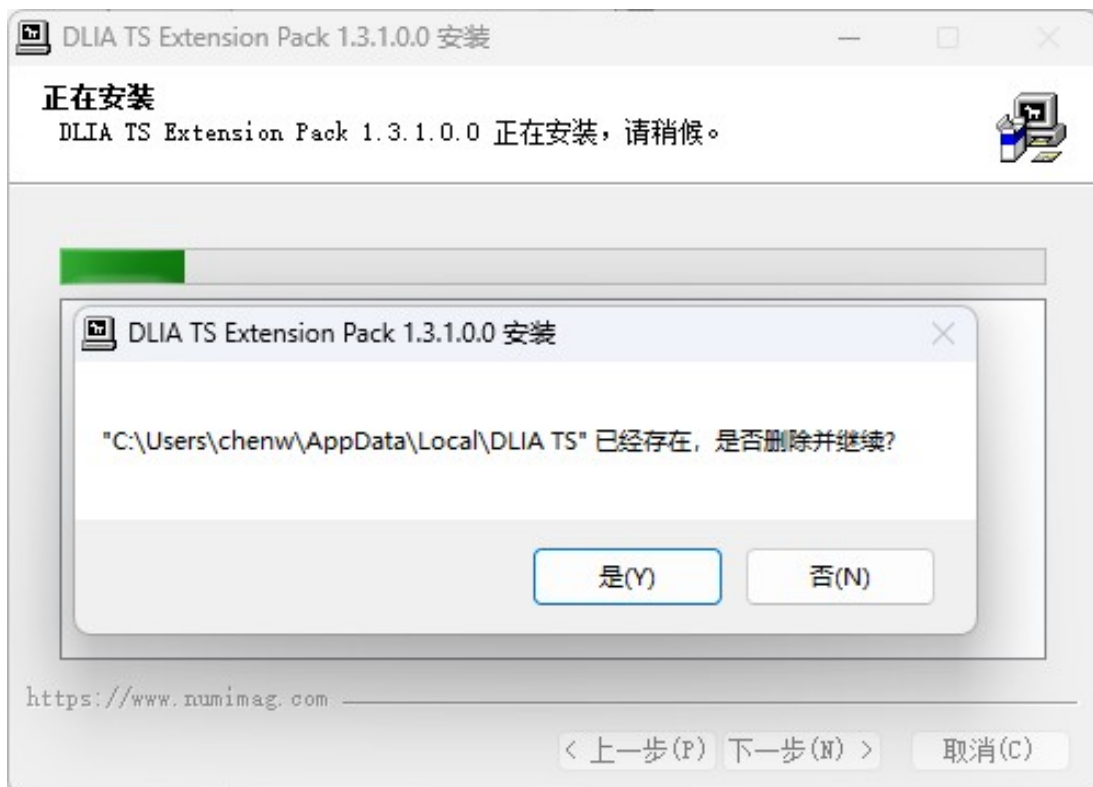 DLIA TS Extension Pack 1.3.1.0.0 安装
正在安装
DLIA TS Extension Pack 1.3.1.0.0 正在安装，请稍候。
DLIA TS Extension Pack 1.3.1.0.0 安装
"C:\Users\chenw\AppData\Local\DLIA TS" 已经存在，是否删除并继续?
是(Y) 否(N)
https://www.numimag.com
< 上一步(P) 下一步(N) > 取消(C)